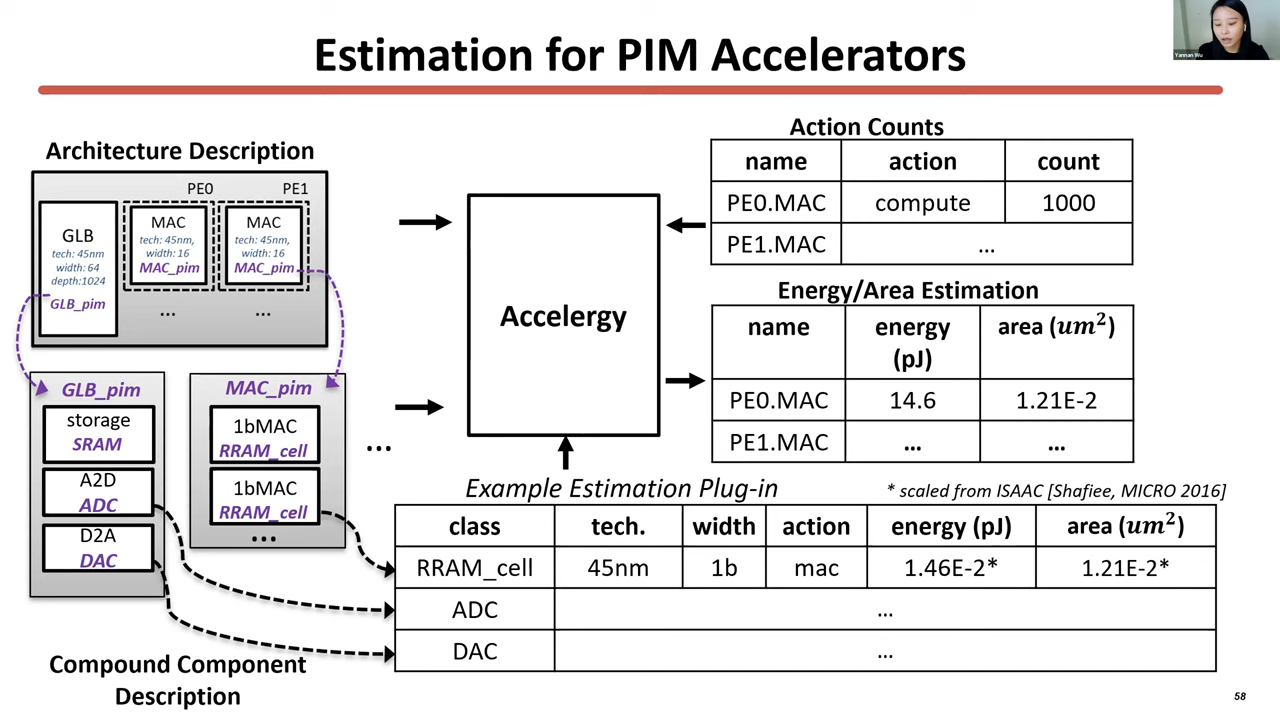 Estimation for PIM Accelerators
Yannan Wu
Architecture Description
PE0
PE1
GLB
tech: 45nm
width: 64
depth:1024
GLB_pim
MAC
tech: 45nm,
width: 16
MAC_pim
...
MAC
tech: 45nm,
width: 16
MAC_pim
...
GLB_pim
storage
SRAM
A2D
ADC
D2A
DAC
MAC_pim
1bMAC
RRAM_cell
1bMAC
RRAM_cell
...
...
Compound Component
Description
Accelergy
Action Counts
name action count
PE0.MAC compute 1000
PE1.MAC ...
Energy/Area Estimation
name energy (pJ) area (um²)
PE0.MAC 14.6 1.21E-2
PE1.MAC ... ...
Example Estimation Plug-in
* scaled from ISAAC [Shafiee, MICRO 2016]
class tech. width action energy (pJ) area (um²)
RRAM_cell 45nm 1b mac 1.46E-2* 1.21E-2*
ADC ...
DAC ...
58